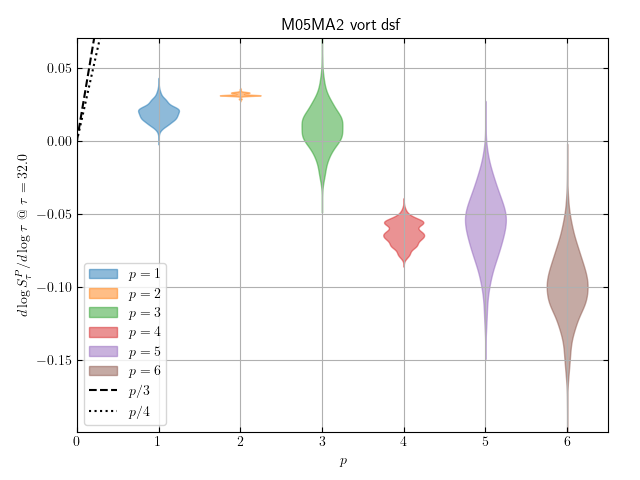 M05MA2 vort dsf
d log S_τ^P / d log τ @ τ = 32.0
0.05
0.00
−0.05
−0.10
−0.15
p = 1
p = 2
p = 3
p = 4
p = 5
p = 6
p/3
p/4
0 1 2 3 4 5 6
p